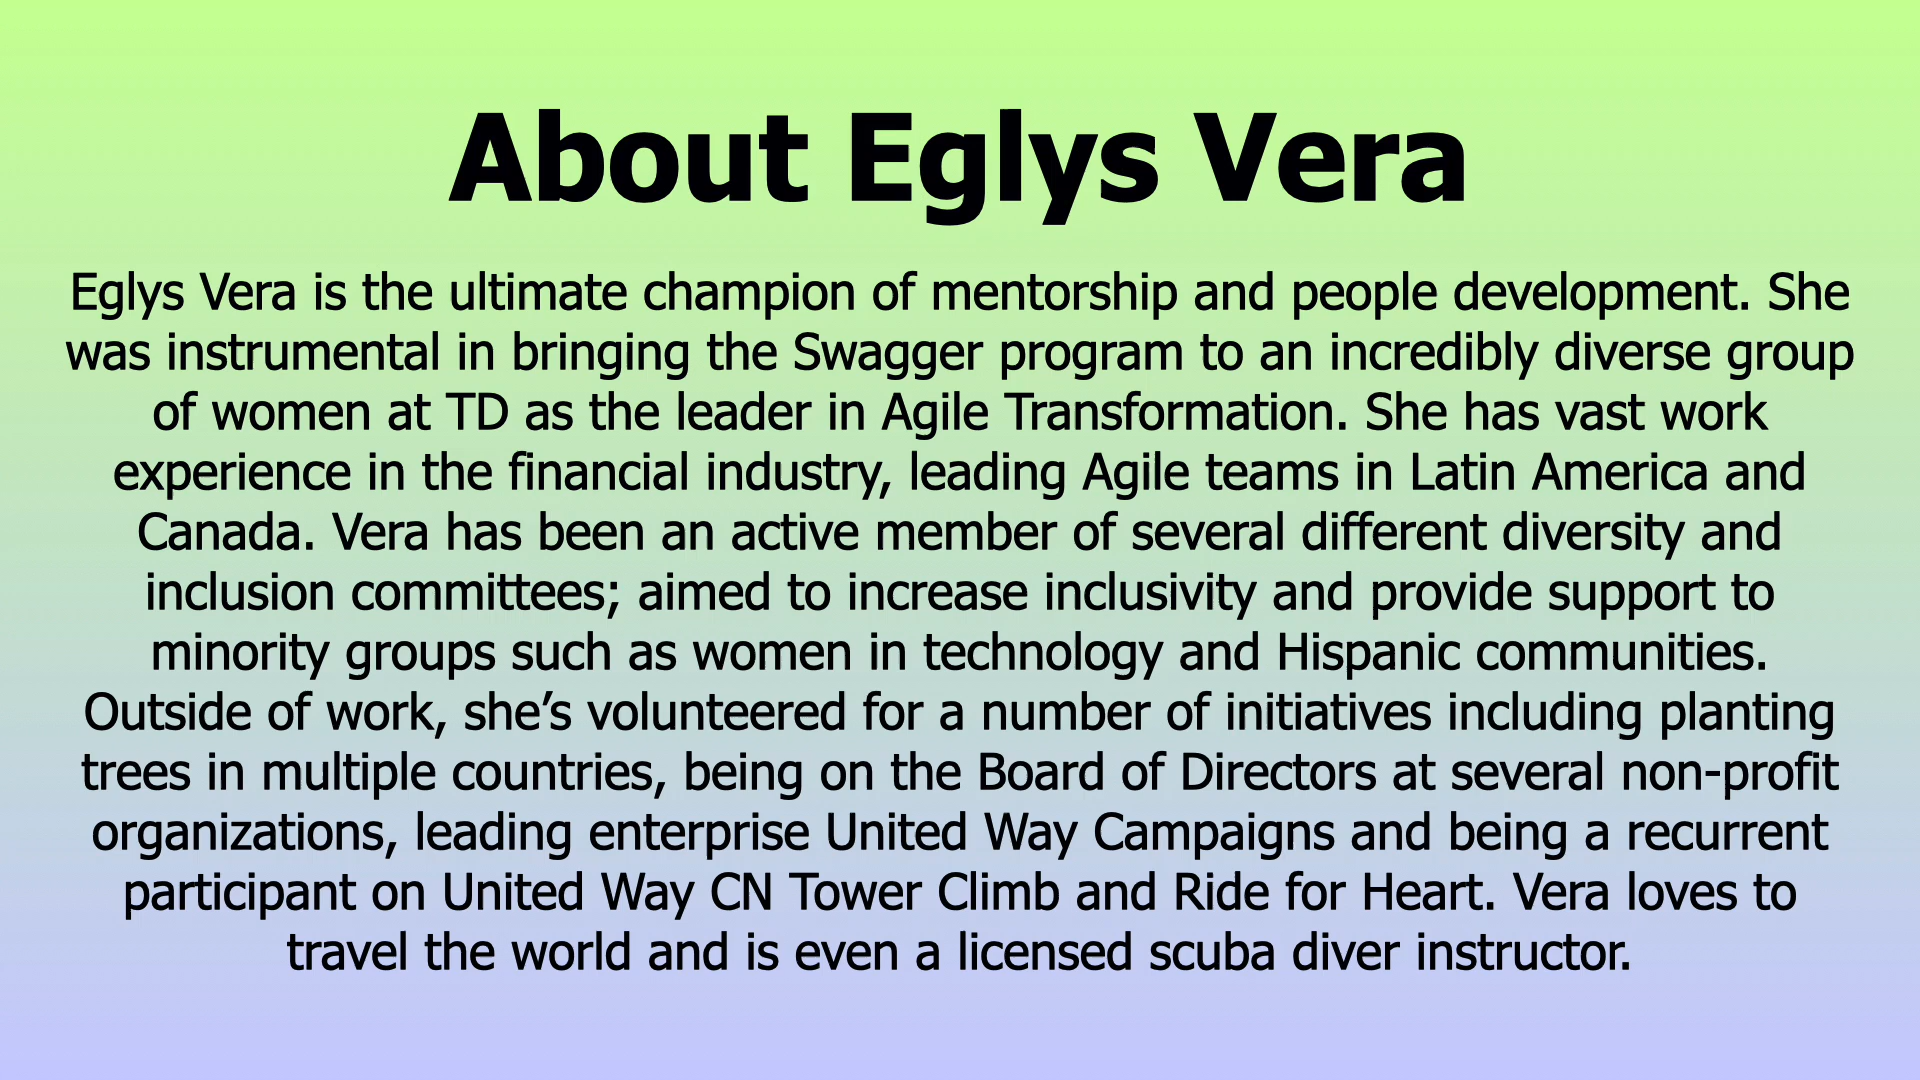 About Eglys Vera
Eglys Vera is the ultimate champion of mentorship and people development. She
was instrumental in bringing the Swagger program to an incredibly diverse group
of women at TD as the leader in Agile Transformation. She has vast work
experience in the financial industry, leading Agile teams in Latin America and
Canada. Vera has been an active member of several different diversity and
inclusion committees; aimed to increase inclusivity and provide support to
minority groups such as women in technology and Hispanic communities.
Outside of work, she’s volunteered for a number of initiatives including planting
trees in multiple countries, being on the Board of Directors at several non-profit
organizations, leading enterprise United Way Campaigns and being a recurrent
participant on United Way CN Tower Climb and Ride for Heart. Vera loves to
travel the world and is even a licensed scuba diver instructor.